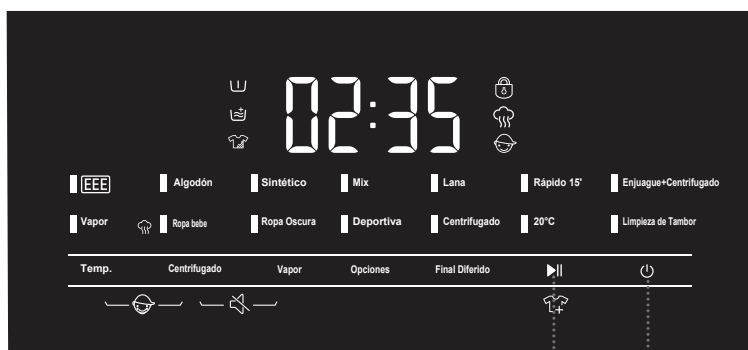 02:35
EEE Algodón Sintético Mix Lana Rápido 15' Enjuague+Centrifugado
Vapor Ropa bebe Ropa Oscura Deportiva Centrifugado 20°C Limpieza de Tambor
Temp. Centrifugado Vapor Opciones Final Diferido